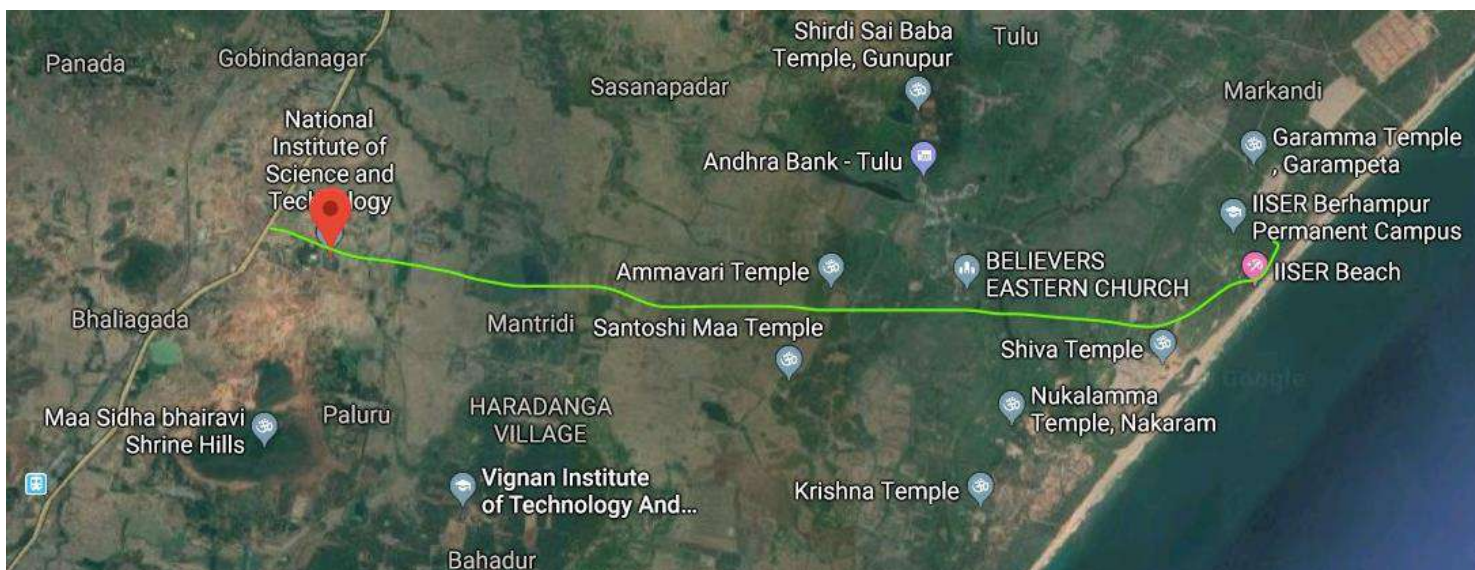 Panada
Gobindanagar
National
Institute of
Science and
Technology
Sasanapadar
Shirdi Sai Baba
Temple, Gunupur
Tulu
Markandi
Andhra Bank - Tulu
Garamma Temple
, Garampeta
IISER Berhampur
Permanent Campus
IISER Beach
Ammavari Temple
BELIEVERS
EASTERN CHURCH
Bhaliagada
Mantridi
Santoshi Maa Temple
Shiva Temple
Google
Maa Sidha bhairavi
Shrine Hills
Paluru
HARADANGA
VILLAGE
Nukalamma
Temple, Nakaram
Vignan Institute
of Technology And...
Krishna Temple
Bahadur